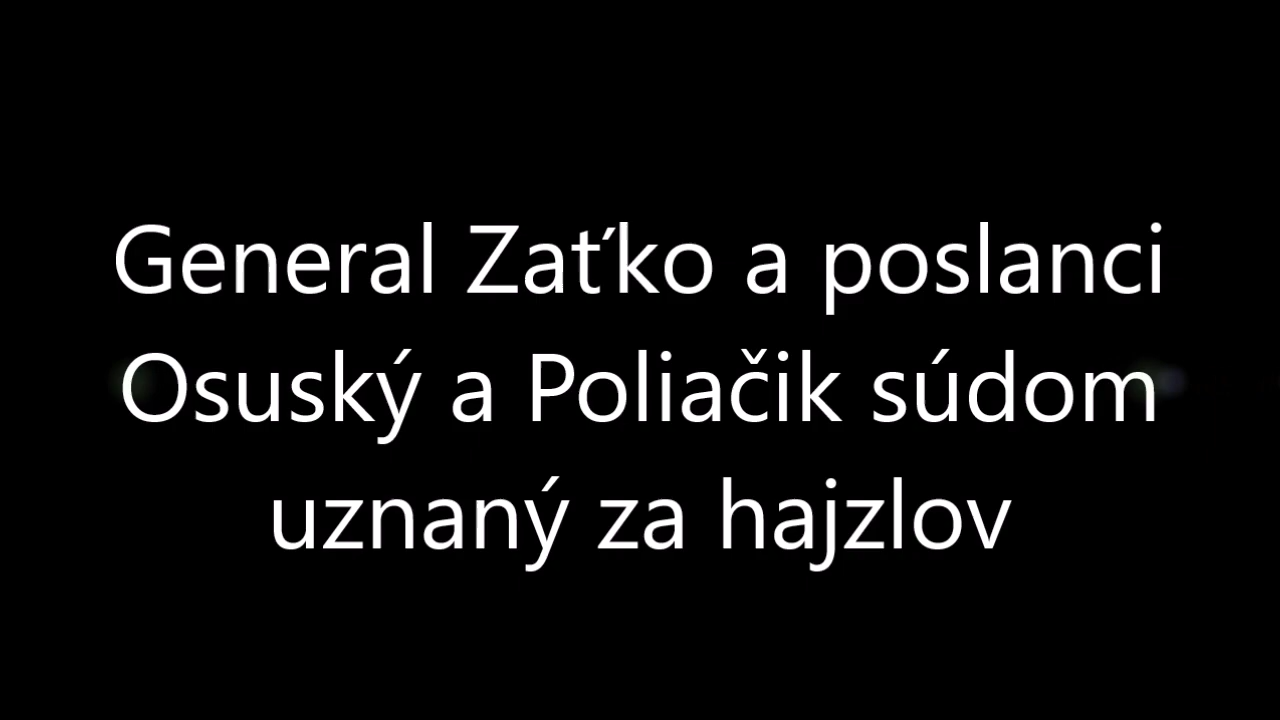 General Zaťko a poslanci
Osuský a Poliačik súdom
uznaný za hajzlov